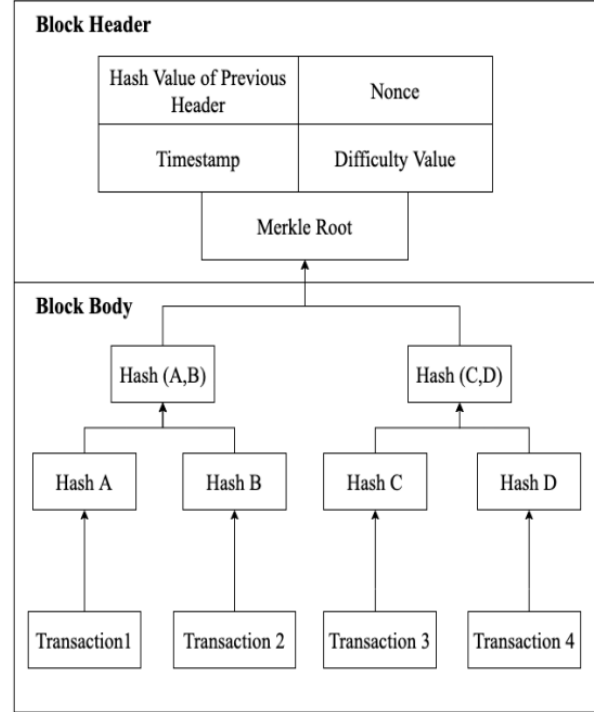 Block Header
Hash Value of Previous
Header
Nonce
Timestamp
Difficulty Value
Merkle Root
Block Body
Hash (A,B)
Hash (C,D)
Hash A
Hash B
Hash C
Hash D
Transaction1
Transaction 2
Transaction 3
Transaction 4